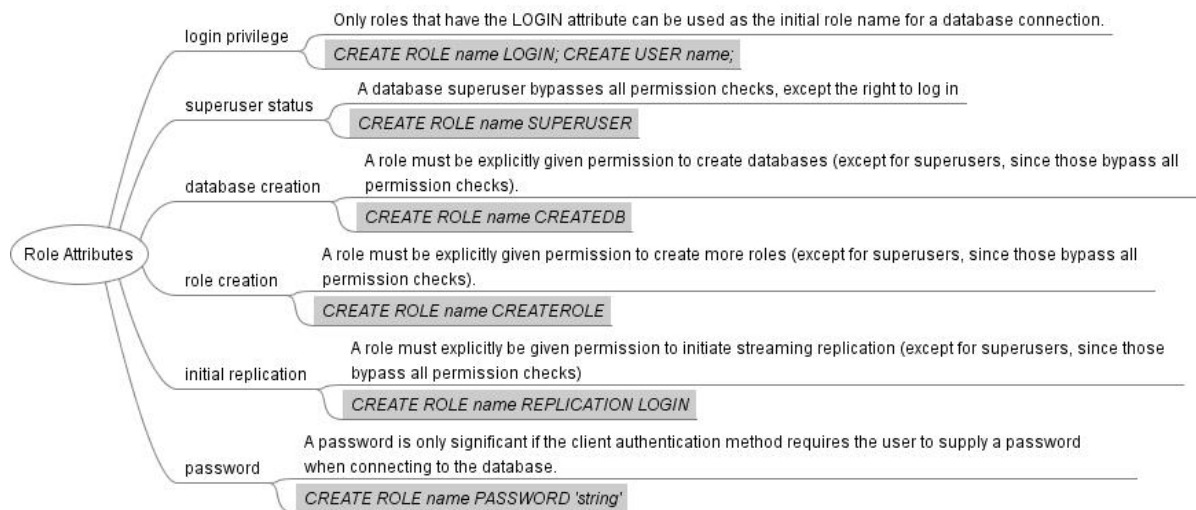 Role Attributes
login privilege
Only roles that have the LOGIN attribute can be used as the initial role name for a database connection.
CREATE ROLE name LOGIN; CREATE USER name;
superuser status
A database superuser bypasses all permission checks, except the right to log in
CREATE ROLE name SUPERUSER
database creation
A role must be explicitly given permission to create databases (except for superusers, since those bypass all
permission checks).
CREATE ROLE name CREATEDB
role creation
A role must be explicitly given permission to create more roles (except for superusers, since those bypass all
permission checks).
CREATE ROLE name CREATEROLE
initial replication
A role must explicitly be given permission to initiate streaming replication (except for superusers, since those
bypass all permission checks)
CREATE ROLE name REPLICATION LOGIN
password
A password is only significant if the client authentication method requires the user to supply a password
when connecting to the database.
CREATE ROLE name PASSWORD 'string'